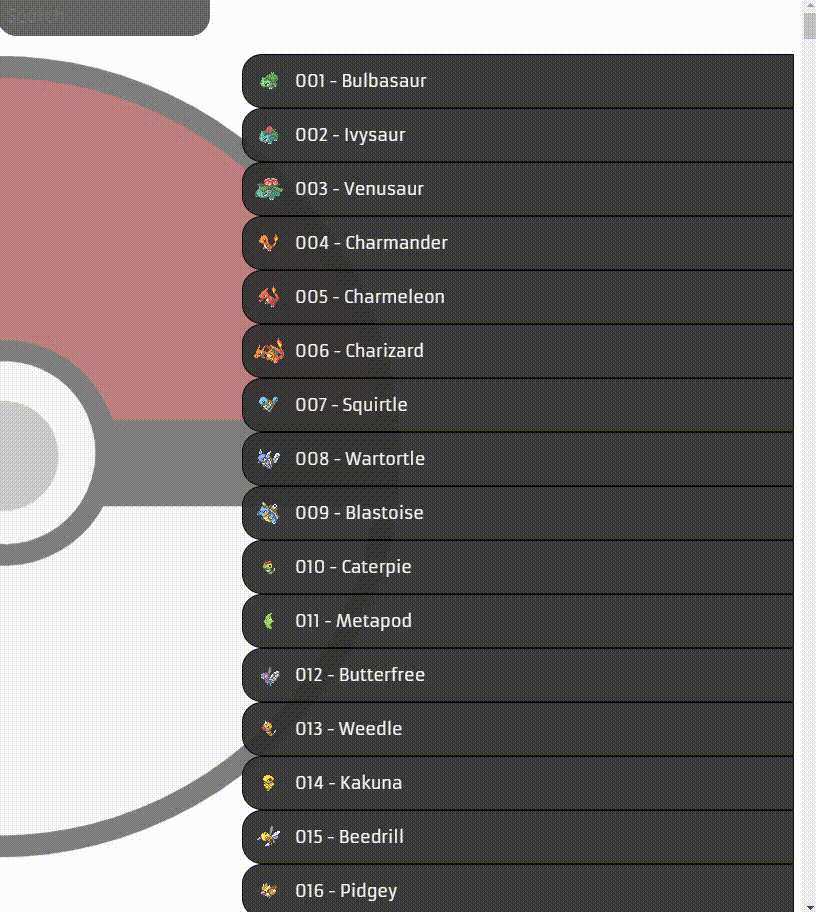 Search
001 - Bulbasaur
002 - Ivysaur
003 - Venusaur
004 - Charmander
005 - Charmeleon
006 - Charizard
007 - Squirtle
008 - Wartortle
009 - Blastoise
010 - Caterpie
011 - Metapod
012 - Butterfree
013 - Weedle
014 - Kakuna
015 - Beedrill
016 - Pidgey